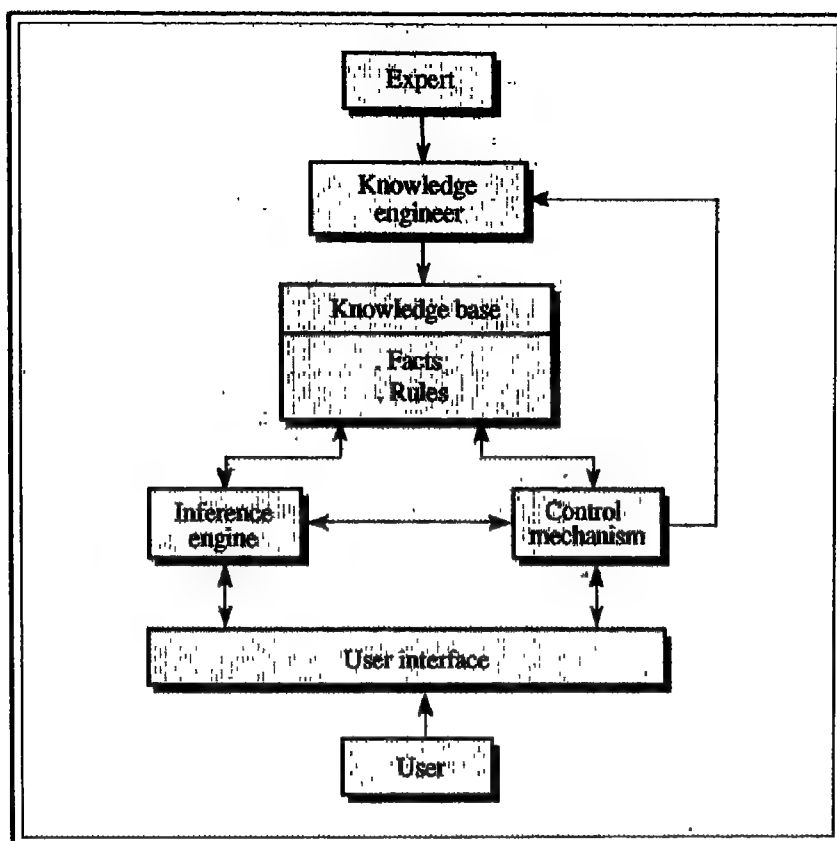 Expert
Knowledge
engineer
Knowledge base
Facts
Rules
Inference
engine
Control
mechanism
User interface
User